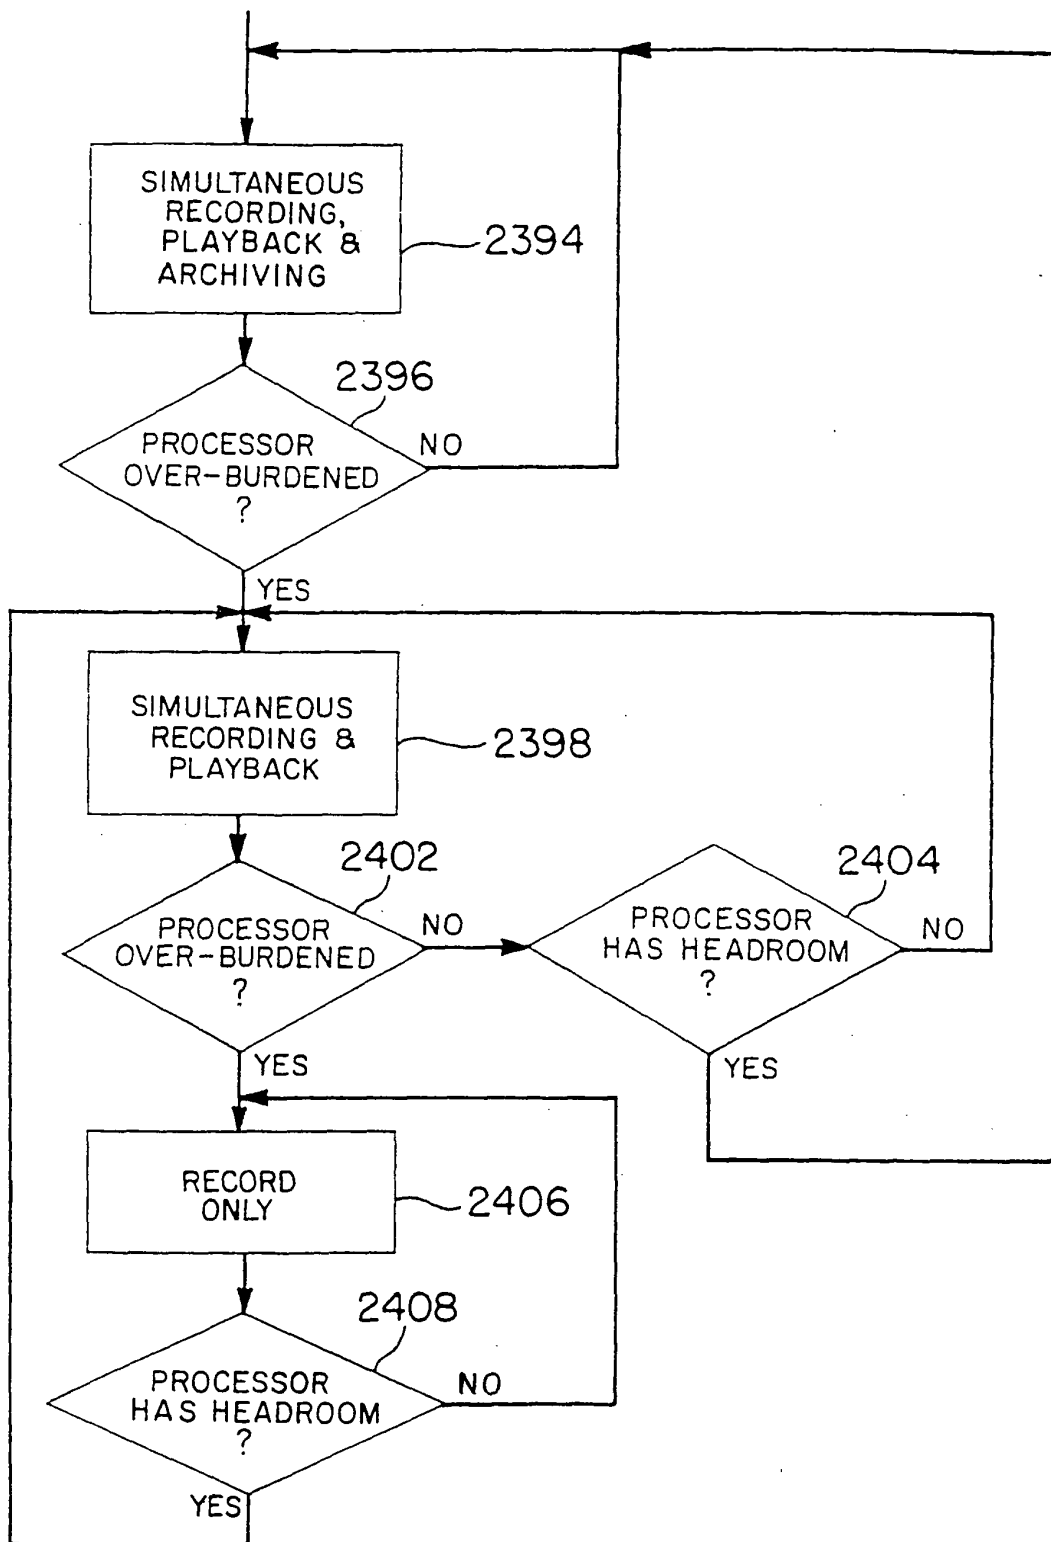 SIMULTANEOUS
RECORDING,
PLAYBACK &
ARCHIVING
2394
2396
PROCESSOR
OVER-BURDENED
?
NO
YES
SIMULTANEOUS
RECORDING &
PLAYBACK
2398
2402
PROCESSOR
OVER-BURDENED
?
NO
2404
PROCESSOR
HAS HEADROOM
?
NO
YES
YES
RECORD
ONLY
2406
2408
PROCESSOR
HAS HEADROOM
?
NO
YES